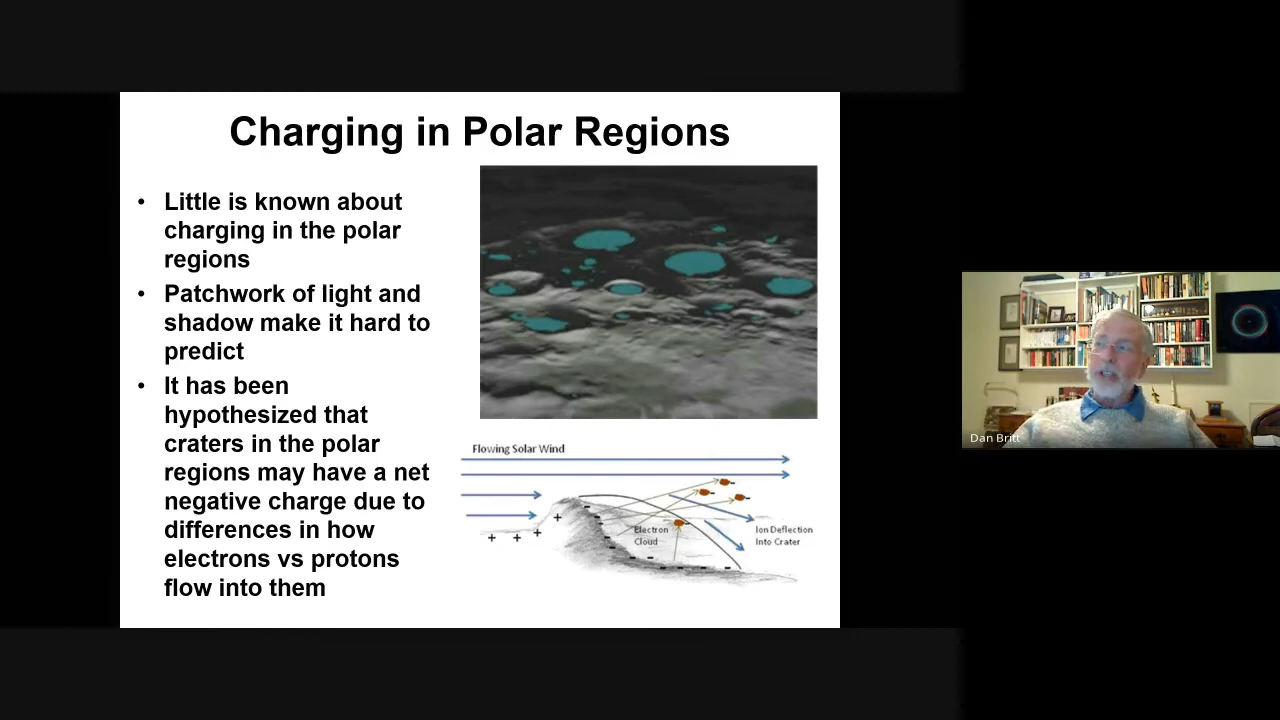 Charging in Polar Regions
• Little is known about
charging in the polar
regions
• Patchwork of light and
shadow make it hard to
predict
• It has been
hypothesized that
craters in the polar
regions may have a net
negative charge due to
differences in how
electrons vs protons
flow into them
Flowing Solar Wind
Electron
Cloud
Ion Deflection
Into Crater
Dan Britt